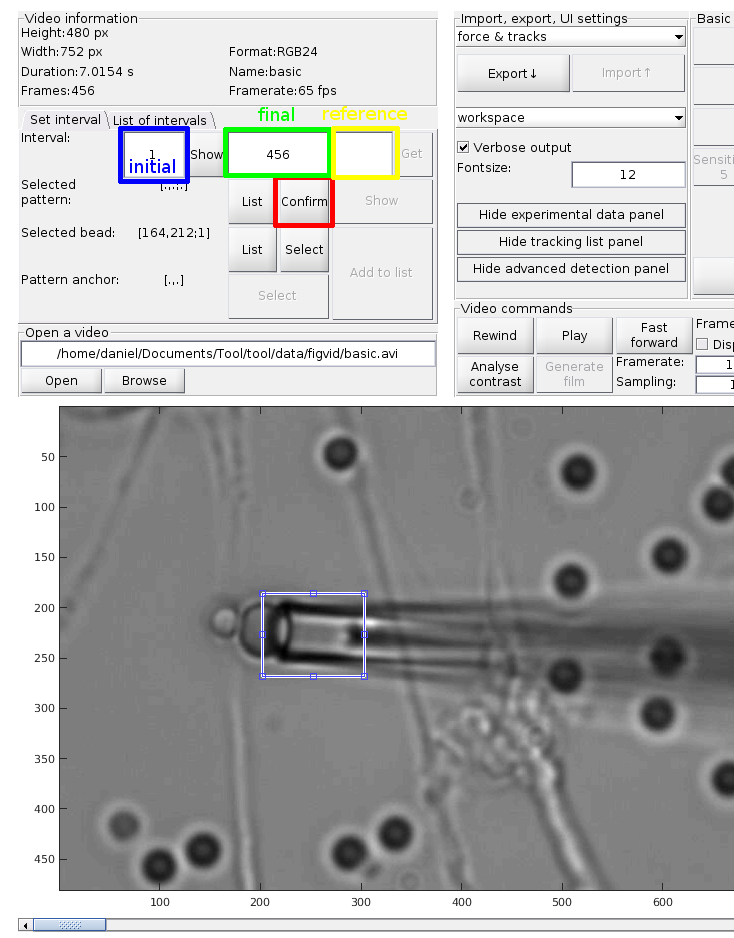 Video information
Height:480 px
Width:752 px Format:RGB24
Duration:7.0154 s Name:basic
Frames:456 Framerate:65 fps
Set interval List of intervals
final reference
Interval: 1 Show 456 Get
initial
Selected pattern: [.,.;.] List Confirm Show
Selected bead: [164,212;1] List Select
Add to list
Pattern anchor: [.,.] Select
Open a video
/home/daniel/Documents/Tool/tool/data/figvid/basic.avi
Open Browse
Import, export, UI settings Basic
force & tracks
Export↓ Import↑
workspace
Verbose output
Fontsize: 12
Sensiti
5
Hide experimental data panel
Hide tracking list panel
Hide advanced detection panel
Video commands
Rewind Play Fast forward Frame
Disp
Analyse contrast Generate film Framerate: 1
Sampling: 1
50
100
150
200
250
300
350
400
450
100 200 300 400 500 600